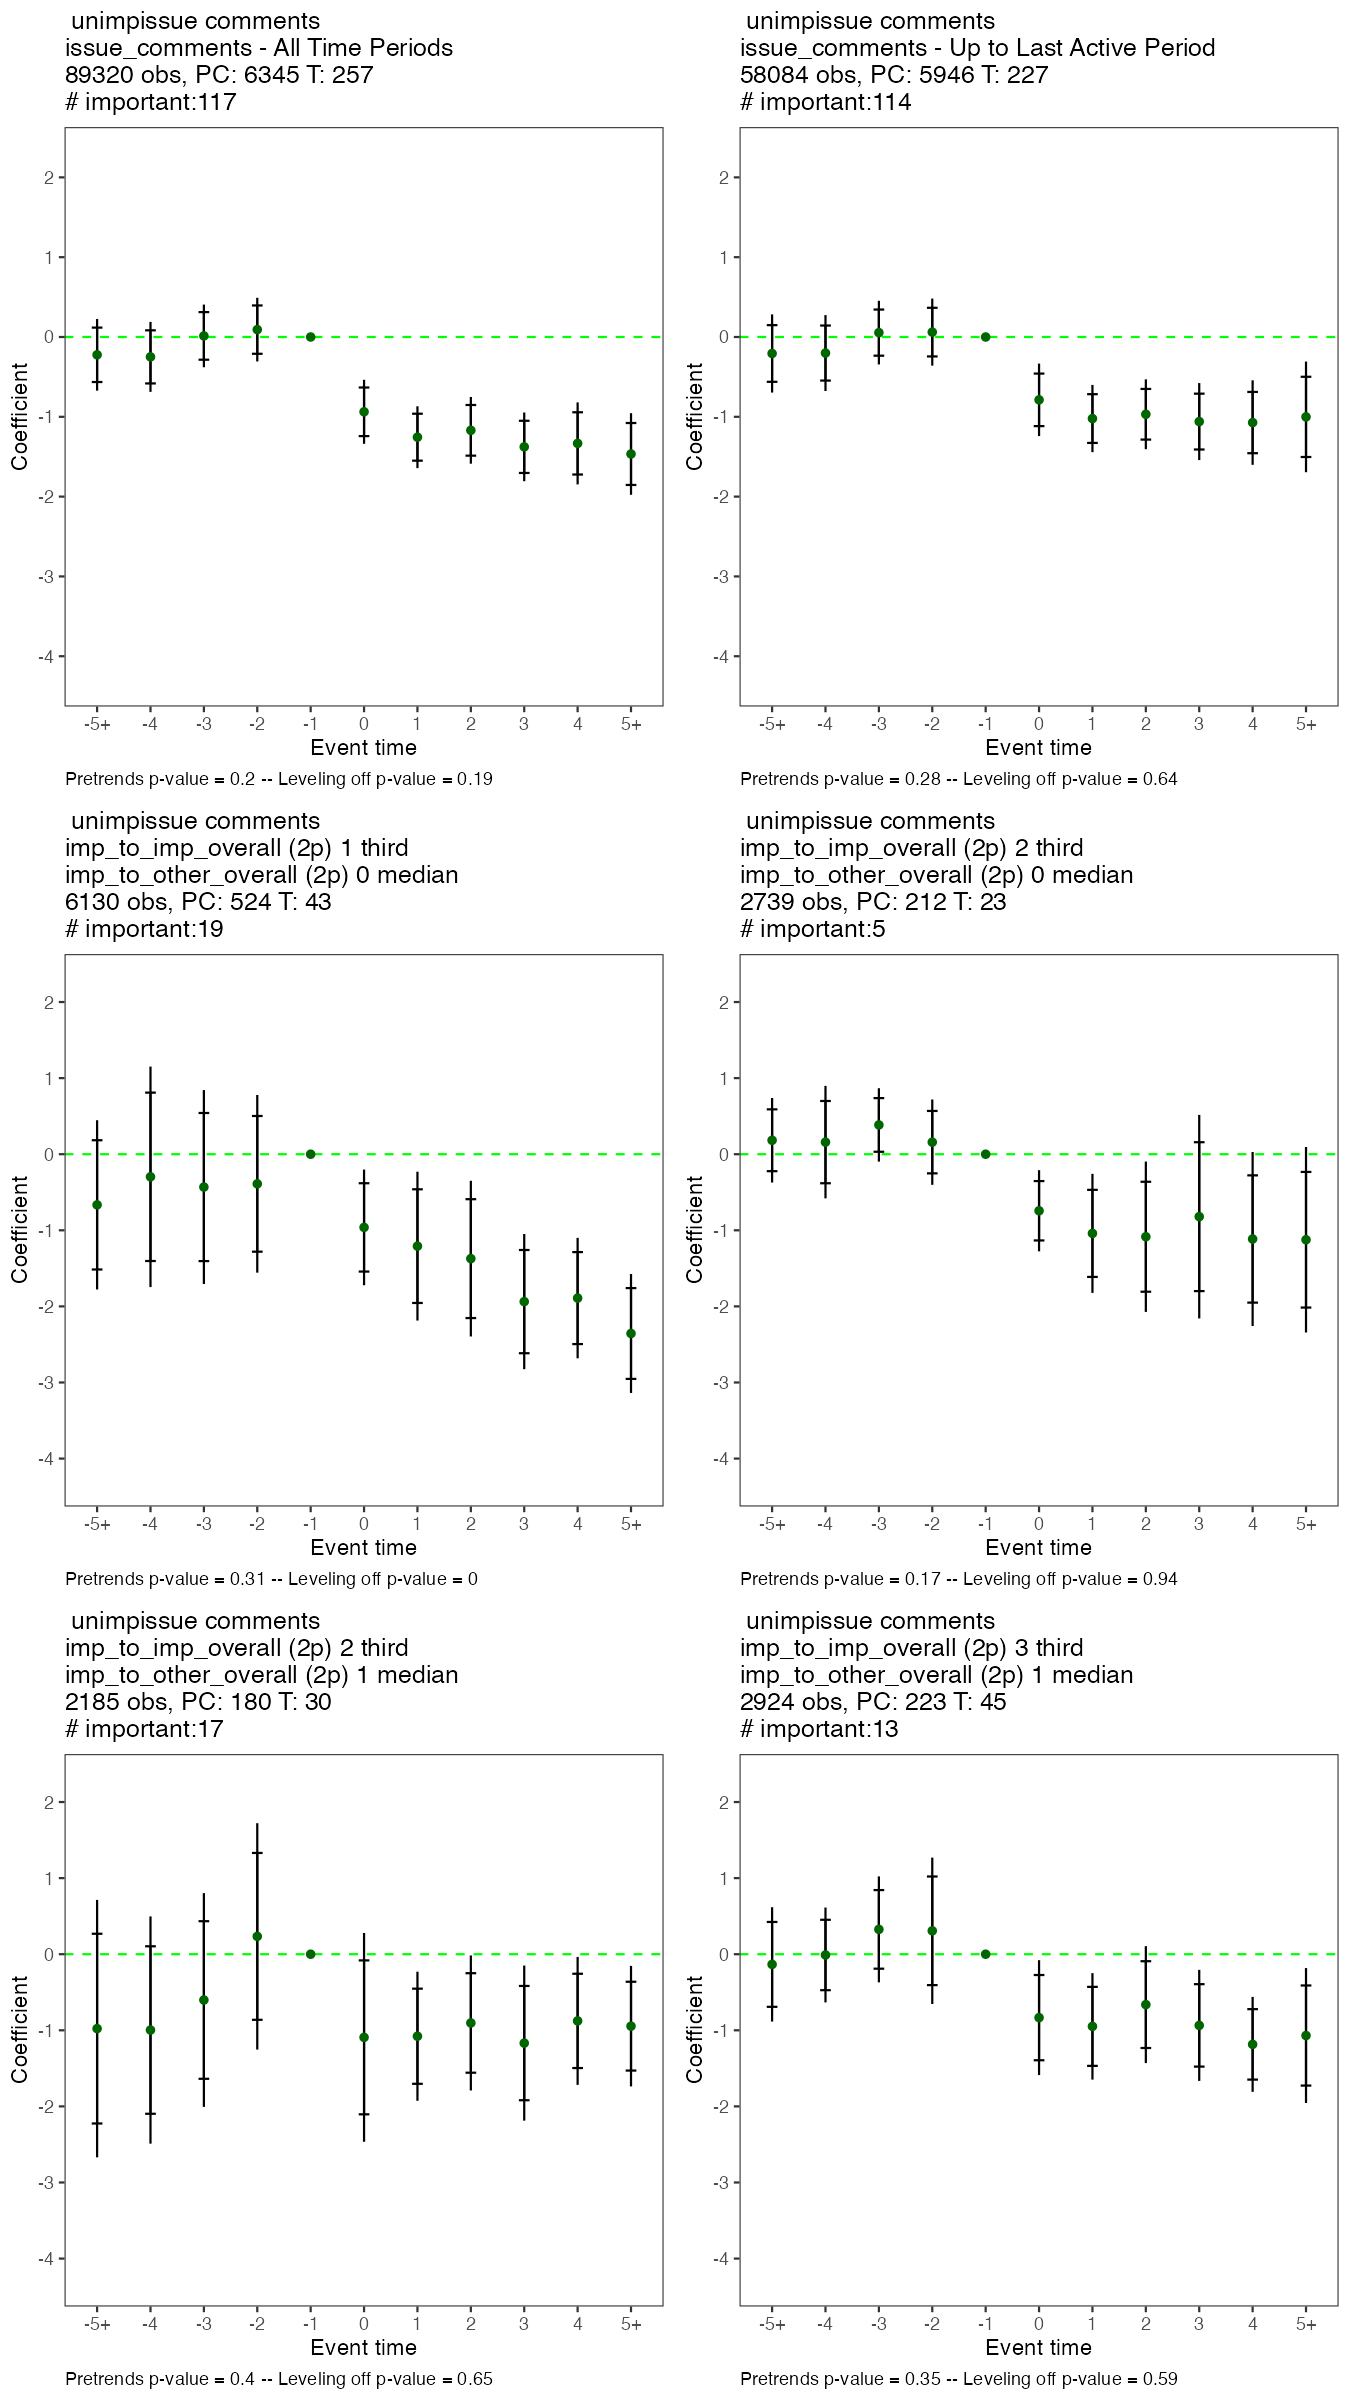 unimpissue comments
issue_comments - All Time Periods
89320 obs, PC: 6345 T: 257
# important:117
2
1
0
-1
-2
-3
-4
Coefficient
-5+ -4 -3 -2 -1 0 1 2 3 4 5+
Event time
Pretrends p-value = 0.2 -- Leveling off p-value = 0.19
unimpissue comments
issue_comments - Up to Last Active Period
58084 obs, PC: 5946 T: 227
# important:114
2
1
0
-1
-2
-3
-4
Coefficient
-5+ -4 -3 -2 -1 0 1 2 3 4 5+
Event time
Pretrends p-value = 0.28 -- Leveling off p-value = 0.64
unimpissue comments
imp_to_imp_overall (2p) 1 third
imp_to_other_overall (2p) 0 median
6130 obs, PC: 524 T: 43
# important:19
2
1
0
-1
-2
-3
-4
Coefficient
-5+ -4 -3 -2 -1 0 1 2 3 4 5+
Event time
Pretrends p-value = 0.31 -- Leveling off p-value = 0
unimpissue comments
imp_to_imp_overall (2p) 2 third
imp_to_other_overall (2p) 0 median
2739 obs, PC: 212 T: 23
# important:5
2
1
0
-1
-2
-3
-4
Coefficient
-5+ -4 -3 -2 -1 0 1 2 3 4 5+
Event time
Pretrends p-value = 0.17 -- Leveling off p-value = 0.94
unimpissue comments
imp_to_imp_overall (2p) 2 third
imp_to_other_overall (2p) 1 median
2185 obs, PC: 180 T: 30
# important:17
2
1
0
-1
-2
-3
-4
Coefficient
-5+ -4 -3 -2 -1 0 1 2 3 4 5+
Event time
Pretrends p-value = 0.4 -- Leveling off p-value = 0.65
unimpissue comments
imp_to_imp_overall (2p) 3 third
imp_to_other_overall (2p) 1 median
2924 obs, PC: 223 T: 45
# important:13
2
1
0
-1
-2
-3
-4
Coefficient
-5+ -4 -3 -2 -1 0 1 2 3 4 5+
Event time
Pretrends p-value = 0.35 -- Leveling off p-value = 0.59